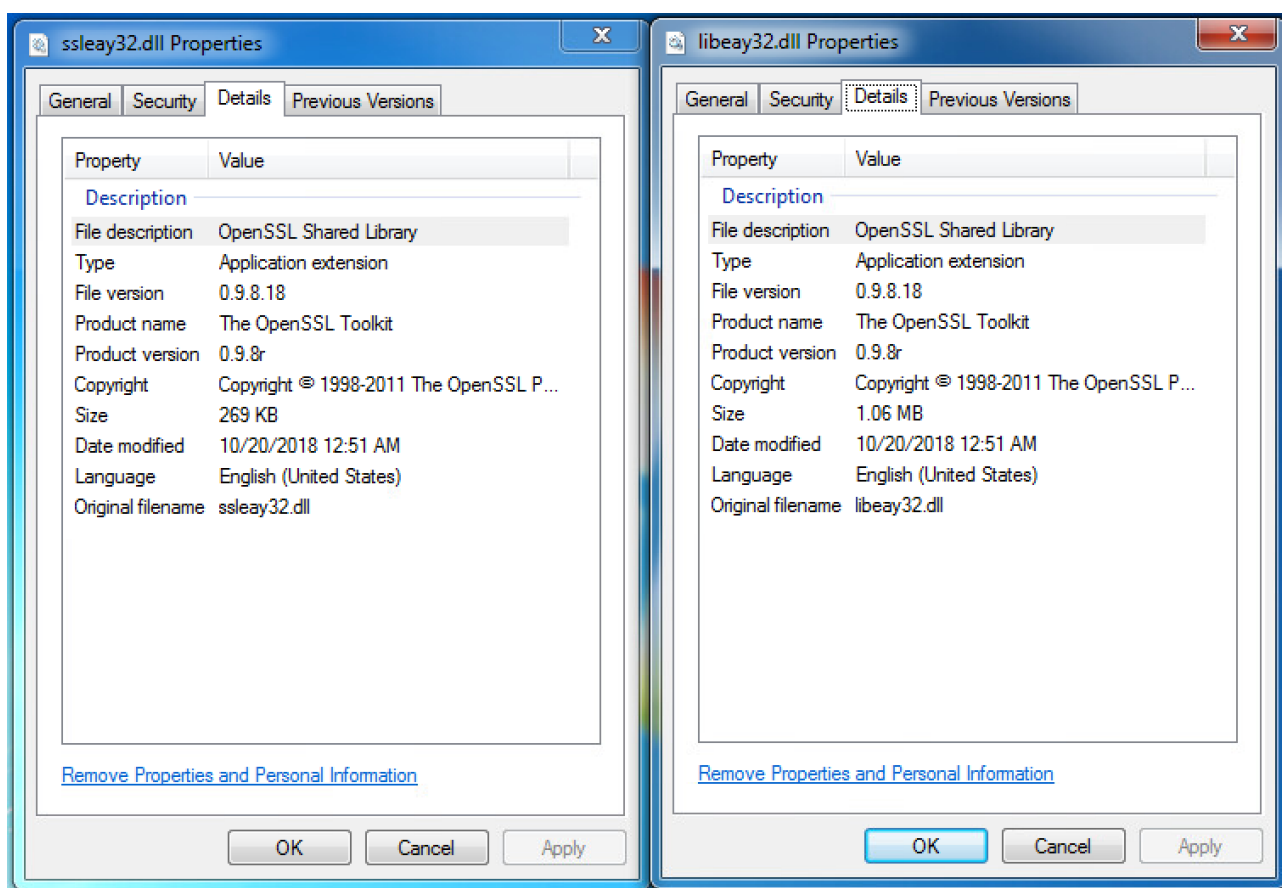 ssleay32.dll Properties
x
General Security Details Previous Versions
Property Value
Description
File description OpenSSL Shared Library
Type Application extension
File version 0.9.8.18
Product name The OpenSSL Toolkit
Product version 0.9.8r
Copyright Copyright © 1998-2011 The OpenSSL P...
Size 269 KB
Date modified 10/20/2018 12:51 AM
Language English (United States)
Original filename ssleay32.dll
Remove Properties and Personal Information
OK Cancel Apply
libeay32.dll Properties
x
General Security Details Previous Versions
Property Value
Description
File description OpenSSL Shared Library
Type Application extension
File version 0.9.8.18
Product name The OpenSSL Toolkit
Product version 0.9.8r
Copyright Copyright © 1998-2011 The OpenSSL P...
Size 1.06 MB
Date modified 10/20/2018 12:51 AM
Language English (United States)
Original filename libeay32.dll
Remove Properties and Personal Information
OK Cancel Apply